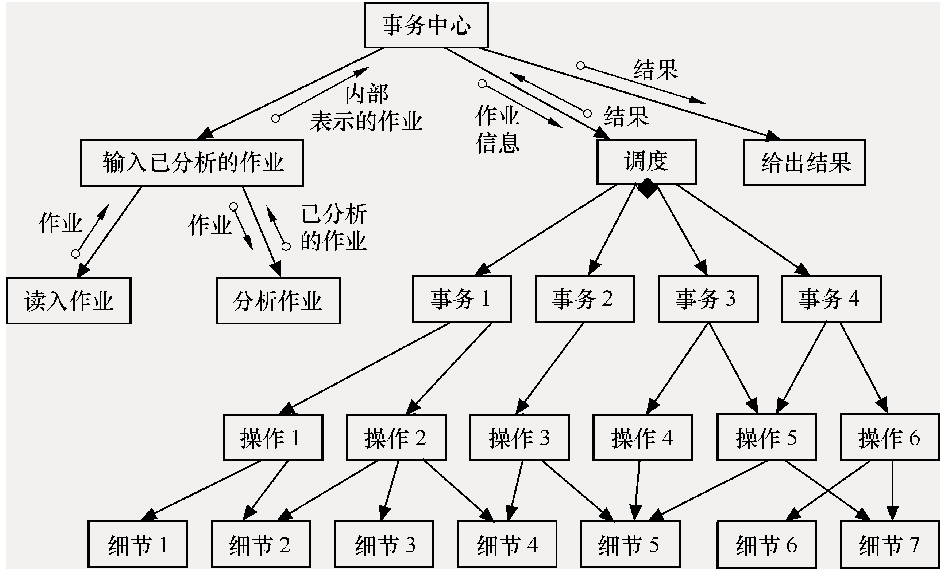 事务中心
结果
内部
表示的作业
作业
信息
结果
输入已分析的作业
调度
给出结果
作业
作业
已分析
的作业
读入作业
分析作业
事务1
事务2
事务3
事务4
操作1
操作2
操作3
操作4
操作5
操作6
细节1
细节2
细节3
细节4
细节5
细节6
细节7